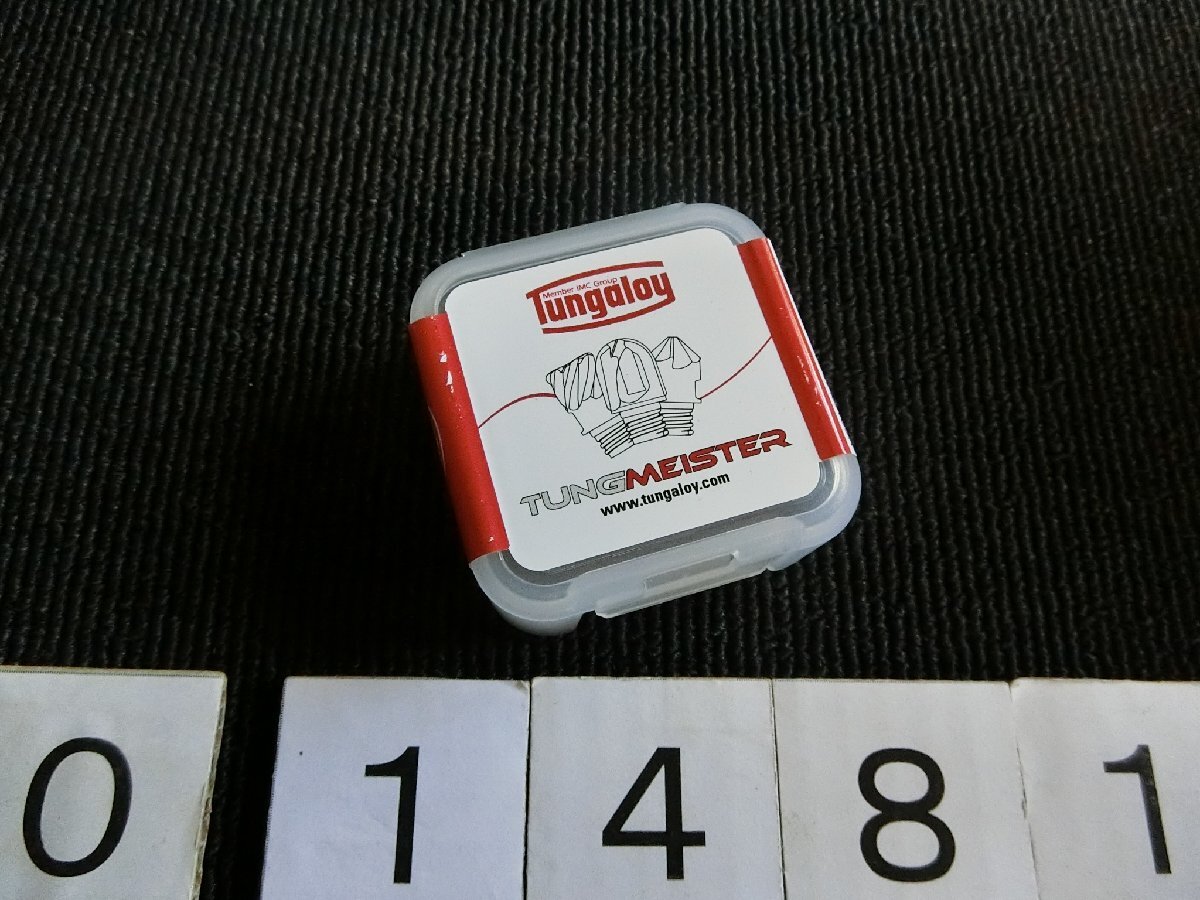 Member IMC Group
Tungaloy
TUNGMEISTER
www.tungaloy.com
0 1 4 8 1